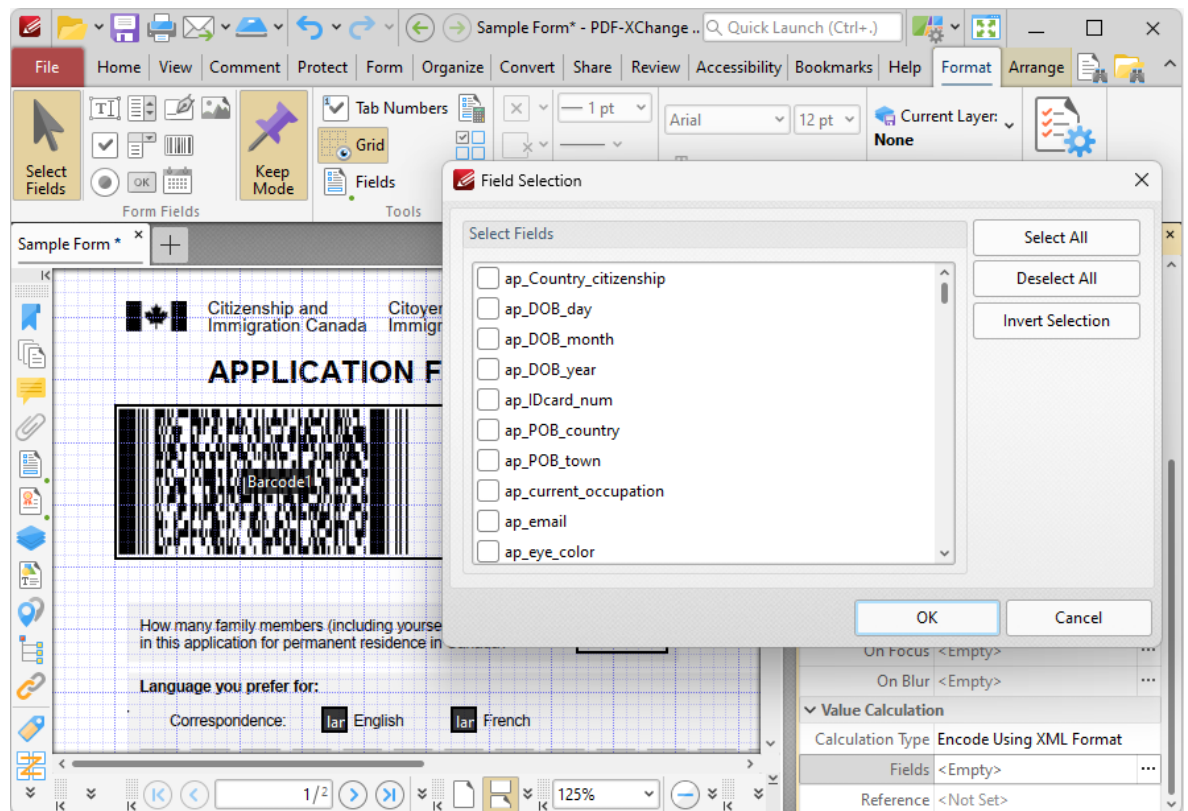 Sample Form* - PDF-XChange ..
Quick Launch (Ctrl+.)
File Home View Comment Protect Form Organize Convert Share Review Accessibility Bookmarks Help Format Arrange
Select Fields
OK
Keep Mode
Form Fields
Tab Numbers
Grid
Fields
Tools
1 pt
Arial
12 pt
Current Layer:
None
Field Selection
Select Fields
ap_Country_citizenship
ap_DOB_day
ap_DOB_month
ap_DOB_year
ap_IDcard_num
ap_POB_country
ap_POB_town
ap_current_occupation
ap_email
ap_eye_color
Select All
Deselect All
Invert Selection
OK
Cancel
Sample Form *
Citizenship and
Immigration Canada
APPLICATION
Barcode1
How many family members (including
in this application for permanent residence in
Language you prefer for:
Correspondence:
lar English
lar French
On Focus <Empty>
On Blur <Empty>
Value Calculation
Calculation Type Encode Using XML Format
Fields <Empty>
Reference <Not Set>
1/2
125%